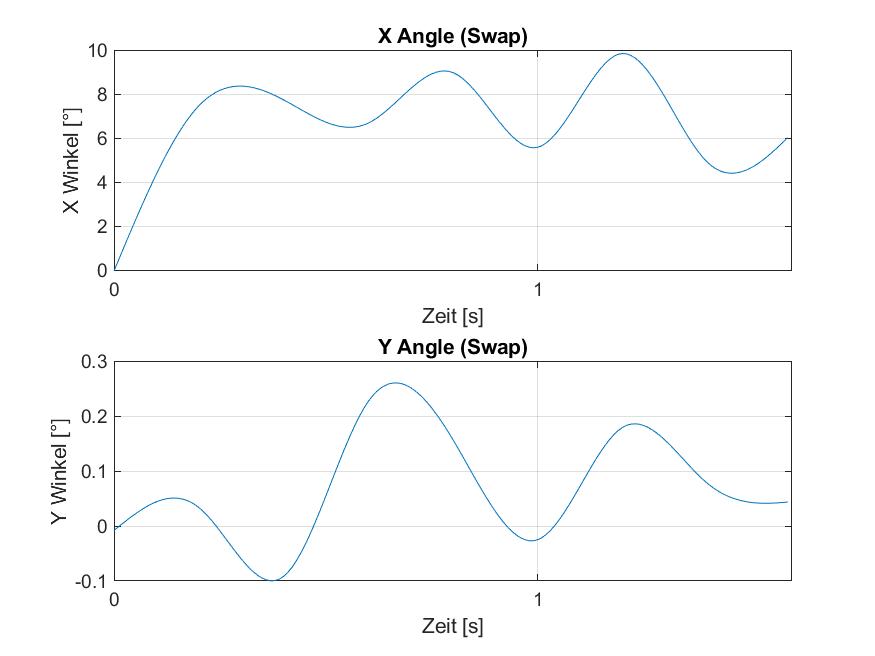 X Angle (Swap)
10
8
6
4
2
0
X Winkel [°]
0 1
Zeit [s]
Y Angle (Swap)
0.3
0.2
0.1
0
-0.1
Y Winkel [°]
0 1
Zeit [s]